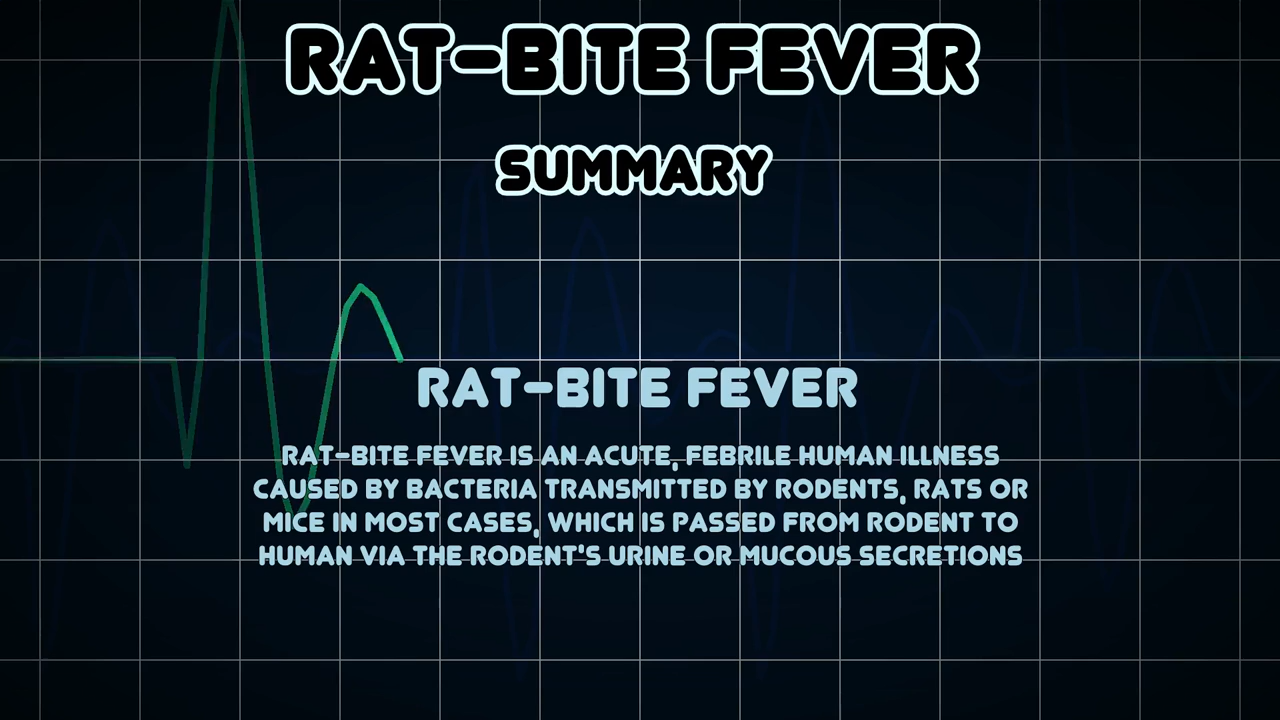 RAT-BITE FEVER
SUMMARY
RAT-BITE FEVER
RAT-BITE FEVER IS AN ACUTE, FEBRILE HUMAN ILLNESS
CAUSED BY BACTERIA TRANSMITTED BY RODENTS, RATS OR
MICE IN MOST CASES, WHICH IS PASSED FROM RODENT TO
HUMAN VIA THE RODENT'S URINE OR MUCOUS SECRETIONS